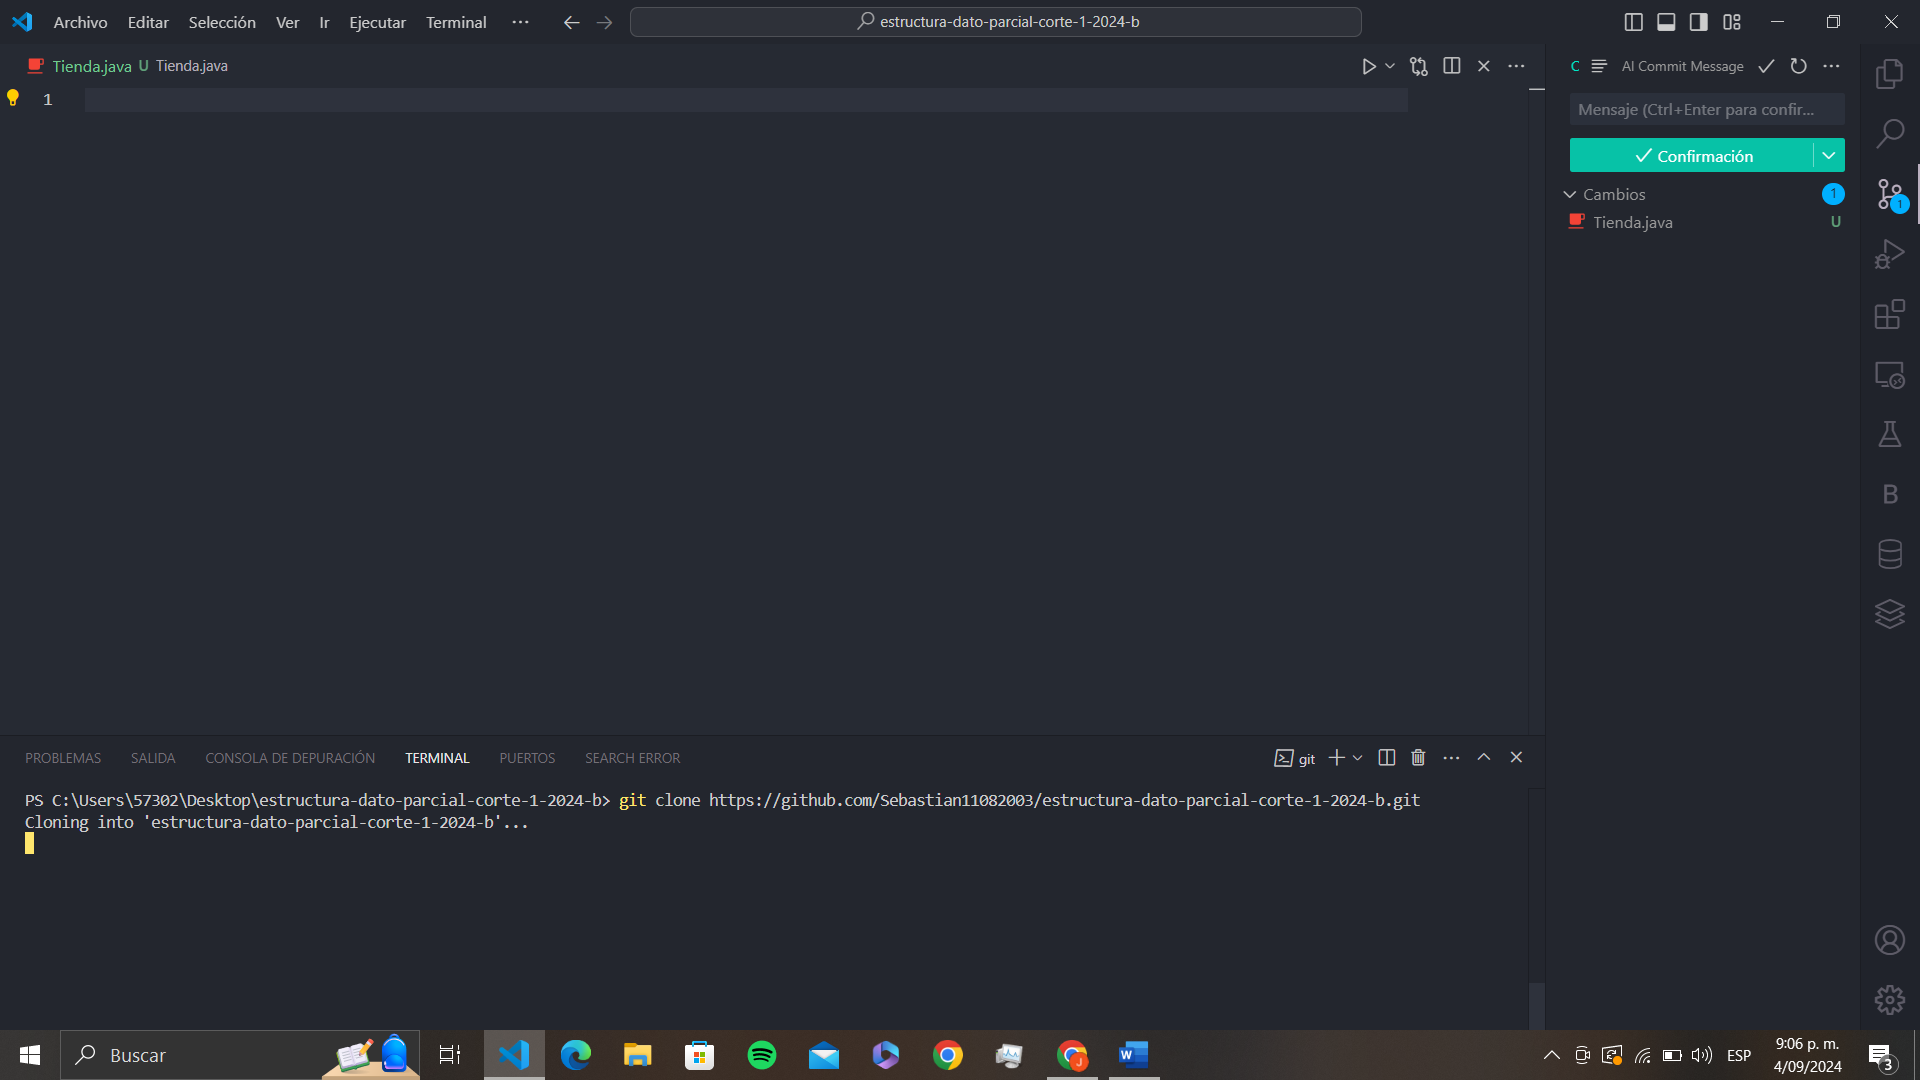 Archivo Editar Selección Ver Ir Ejecutar Terminal ··· estructura-dato-parcial-corte-1-2024-b
Tienda.java U Tienda.java
1
C AI Commit Message
Mensaje (Ctrl+Enter para confir...
Confirmación
Cambios 1
Tienda.java U
1
B
PROBLEMAS SALIDA CONSOLA DE DEPURACIÓN TERMINAL PUERTOS SEARCH ERROR git
PS C:\Users\57302\Desktop\estructura-dato-parcial-corte-1-2024-b> git clone https://github.com/Sebastian11082003/estructura-dato-parcial-corte-1-2024-b.git
Cloning into 'estructura-dato-parcial-corte-1-2024-b'...
Buscar
J
W
ESP
9:06 p. m.
4/09/2024
3